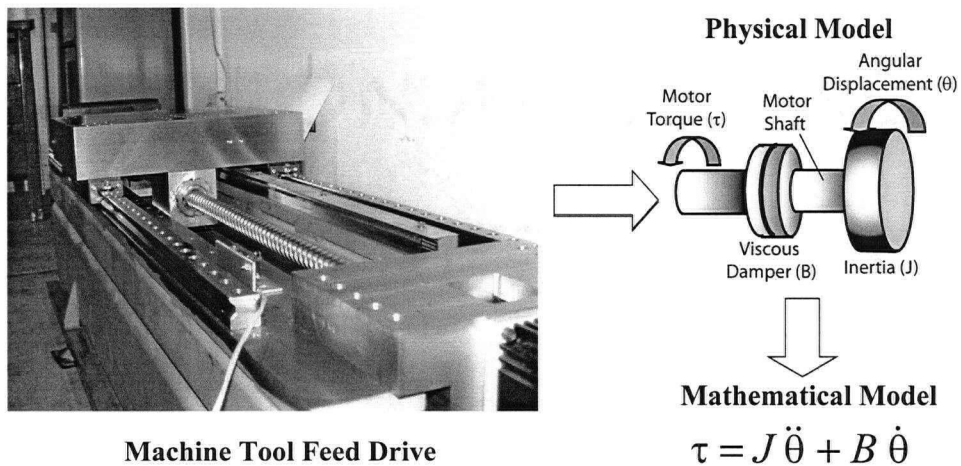 Physical Model
Angular
Displacement (θ)
Motor
Torque (τ)
Motor
Shaft
Viscous
Damper (B)
Inertia (J)
Mathematical Model
τ = J θ̈ + B θ̇
Machine Tool Feed Drive